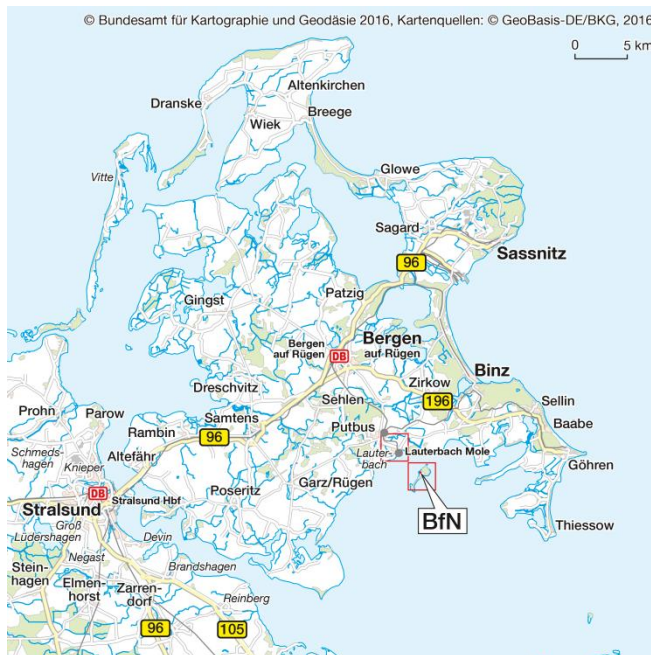 © Bundesamt für Kartographie und Geodäsie 2016, Kartenquellen: © GeoBasis-DE/BKG, 2016
0 5 km
Altenkirchen
Dranske
Breege
Wiek
Vitte
Glowe
Sagard
Sassnitz
96
Patzig
Gingst
Bergen
auf Rügen
DB
Bergen
auf Rügen
Binz
Zirkow
Dreschvitz
Sehlen
196
Sellin
Prohn
Parow
Samtens
Baabe
Rambin
96
Putbus
Schmeds-
hagen
Knieper
Altefähr
Lauter-
bach
Lauterbach Mole
Göhren
DB
Stralsund Hbf
Poseritz
Garz/Rügen
Stralsund
BfN
Thiessow
Groß
Lüdershagen
Devin
Negast
Brandshagen
Stein-
hagen
Elmen-
horst
Zarren-
dorf
Reinberg
96
105